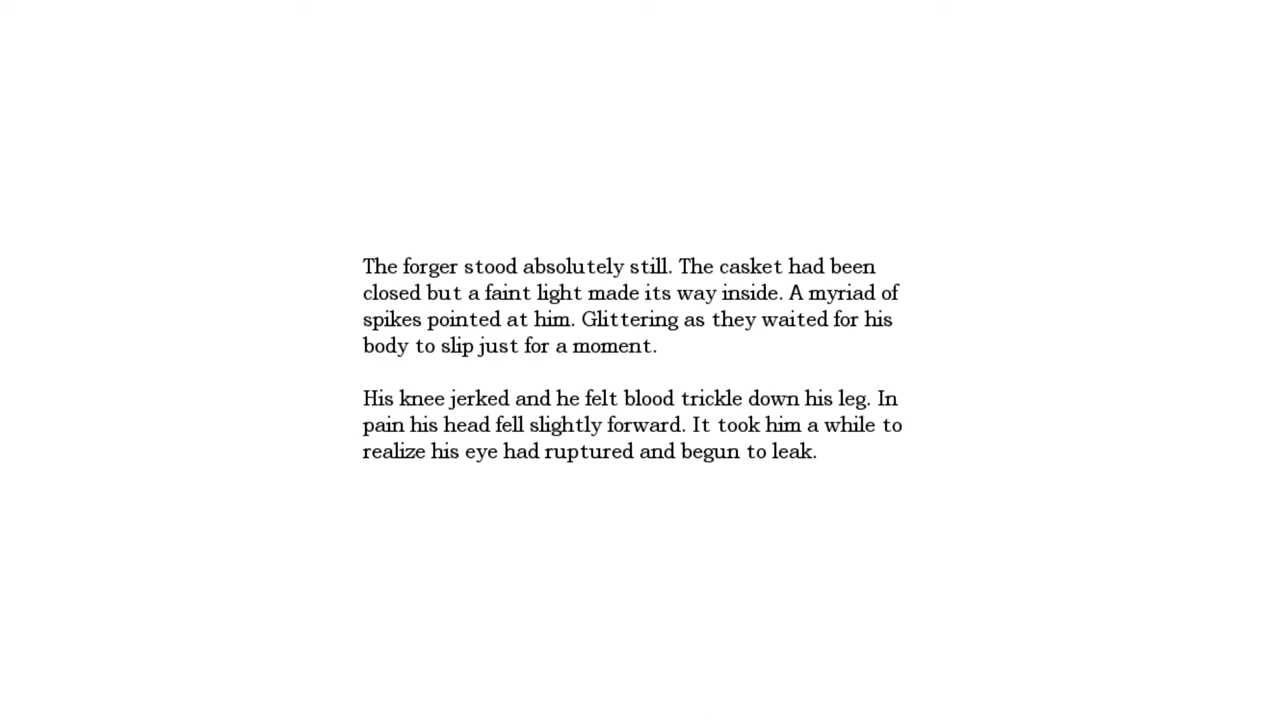 The forger stood absolutely still. The casket had been
closed but a faint light made its way inside. A myriad of
spikes pointed at him. Glittering as they waited for his
body to slip just for a moment.
His knee jerked and he felt blood trickle down his leg. In
pain his head fell slightly forward. It took him a while to
realize his eye had ruptured and begun to leak.